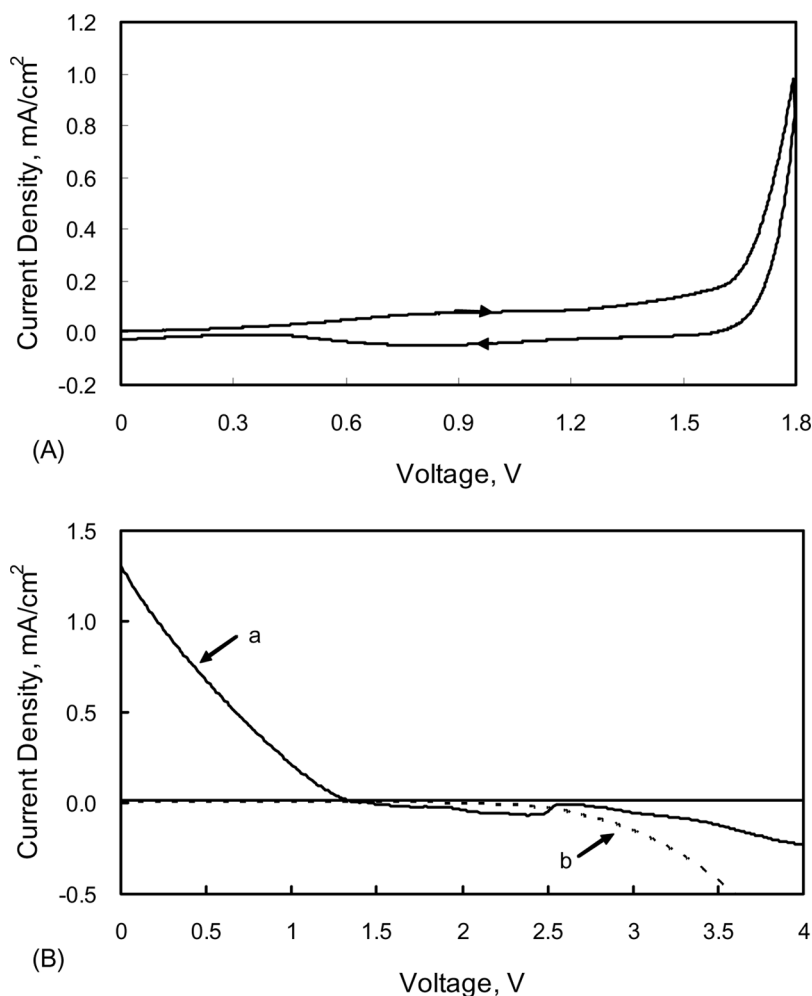 1.2
1.0
0.8
0.6
0.4
0.2
0.0
-0.2
Current Density, mA/cm²
0 0.3 0.6 0.9 1.2 1.5 1.8
(A)
Voltage, V
1.5
1.0
0.5
0.0
-0.5
Current Density, mA/cm²
a
b
0 0.5 1 1.5 2 2.5 3 3.5 4
(B)
Voltage, V